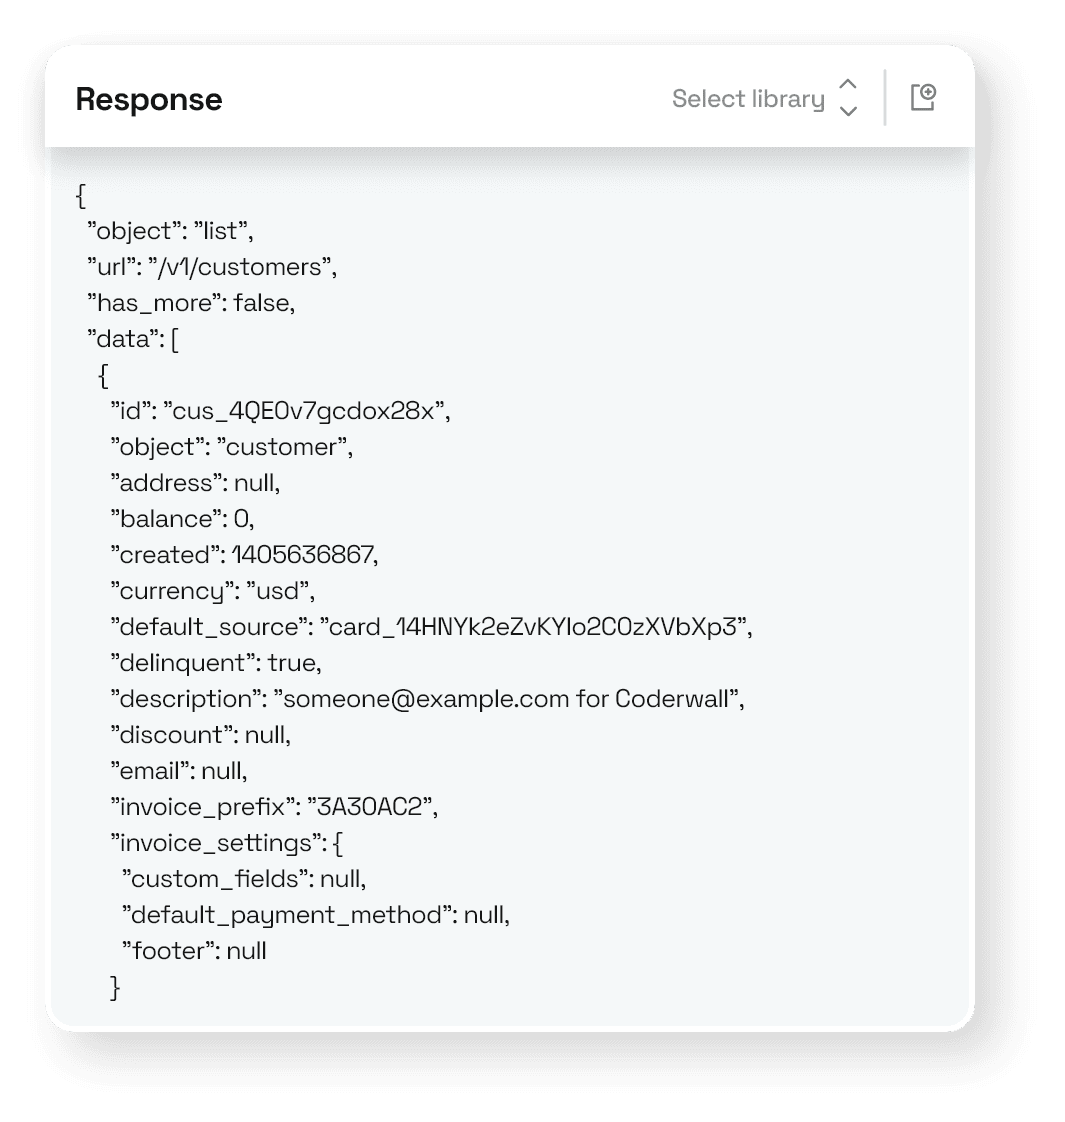 Response
Select library
{
”object”: ”list”,
”url”: ”/v1/customers”,
”has_more”: false,
”data”: [
{
”id”: ”cus_4QE0v7gcdox28x”,
”object”: ”customer”,
”address”: null,
”balance”: 0,
”created”: 1405636867,
”currency”: ”usd”,
”default_source”: ”card_14HNYk2eZvKYlo2C0zXVbXp3”,
”delinquent”: true,
”description”: ”someone@example.com for Coderwall”,
”discount”: null,
”email”: null,
”invoice_prefix”: ”3A30AC2”,
”invoice_settings”: {
”custom_fields”: null,
”default_payment_method”: null,
”footer”: null
}